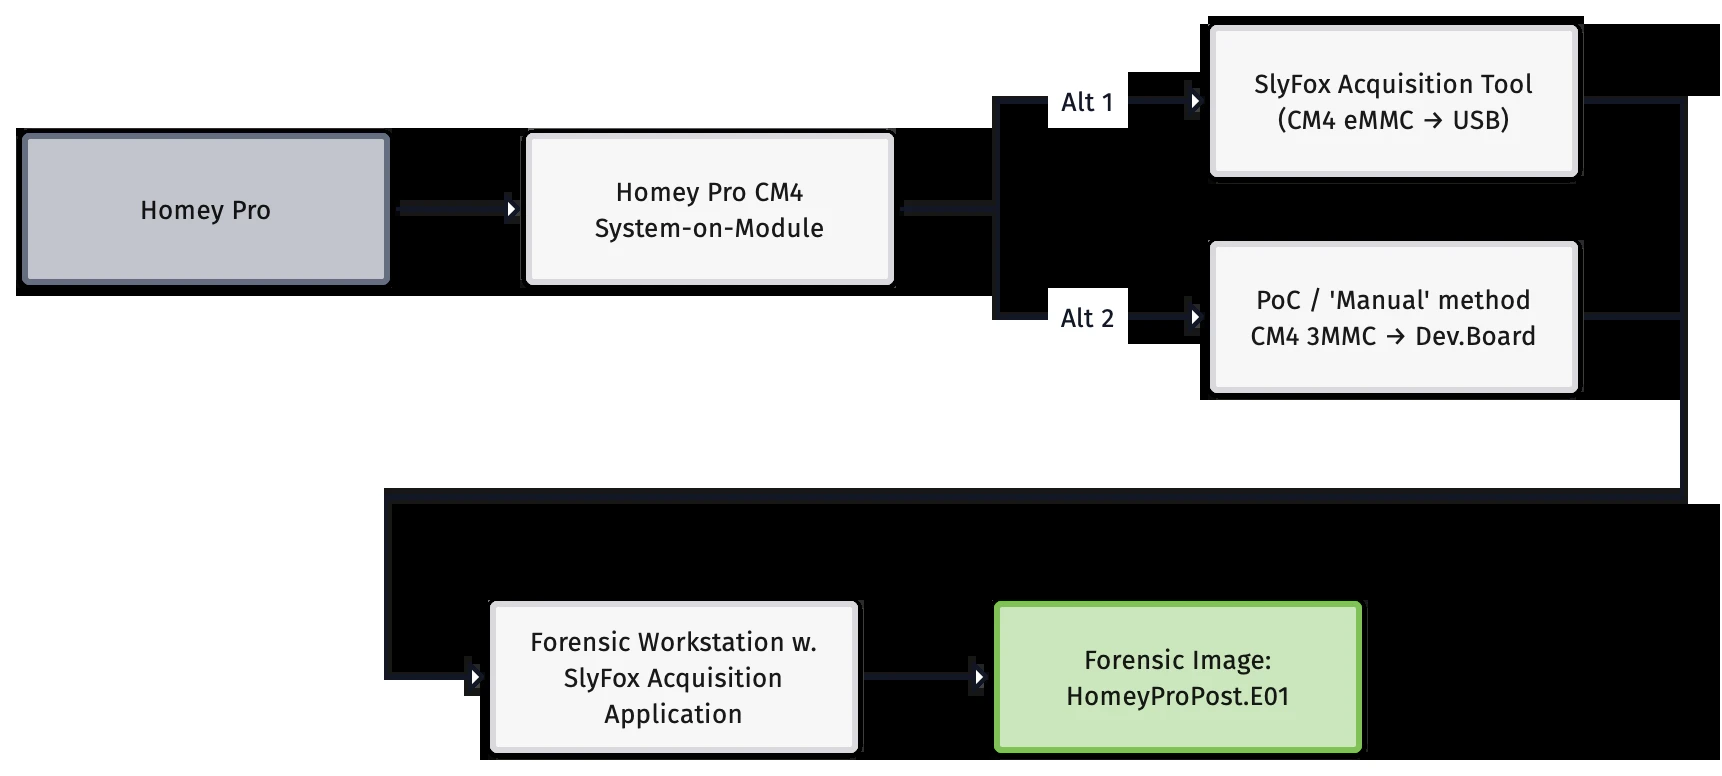 Homey Pro
Homey Pro CM4
System-on-Module
Alt 1
SlyFox Acquisition Tool
(CM4 eMMC → USB)
Alt 2
PoC / 'Manual' method
CM4 3MMC → Dev.Board
Forensic Workstation w.
SlyFox Acquisition
Application
Forensic Image:
HomeyProPost.E01